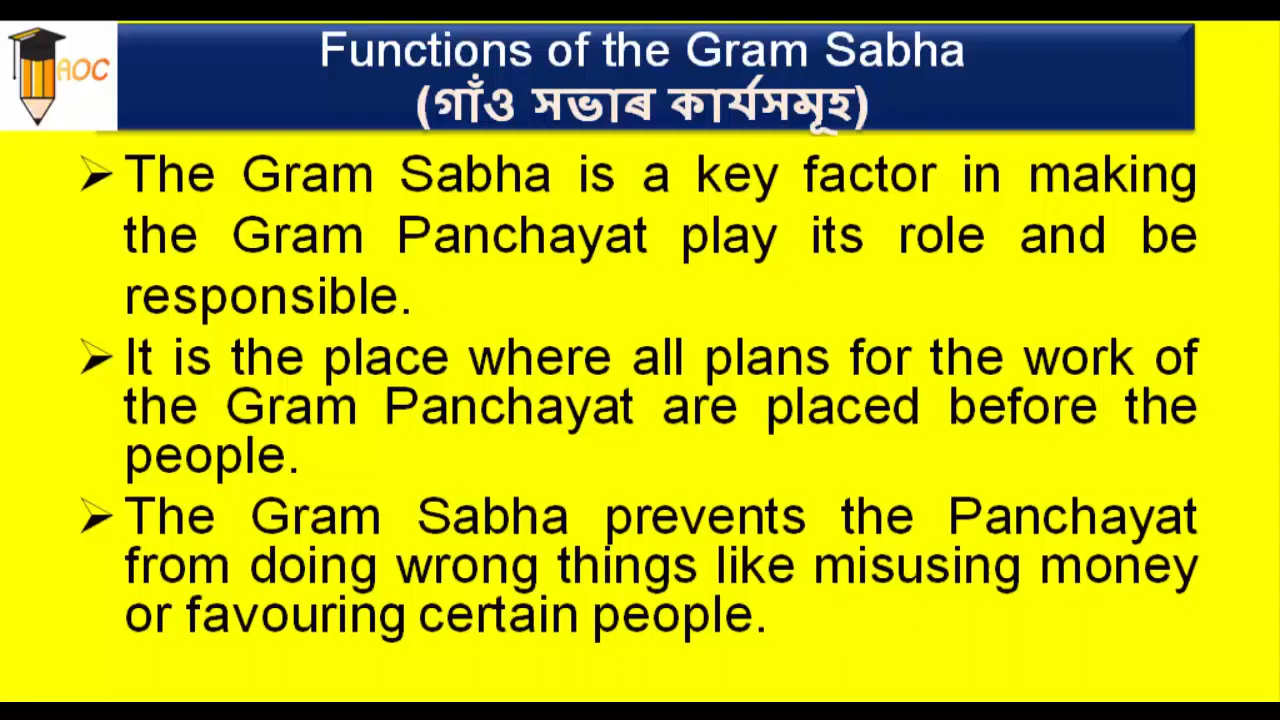 AOC
Functions of the Gram Sabha
(গাঁও সভাৰ কাৰ্যসমূহ)
➢ The Gram Sabha is a key factor in making
the Gram Panchayat play its role and be
responsible.
➢ It is the place where all plans for the work of
the Gram Panchayat are placed before the
people.
➢ The Gram Sabha prevents the Panchayat
from doing wrong things like misusing money
or favouring certain people.